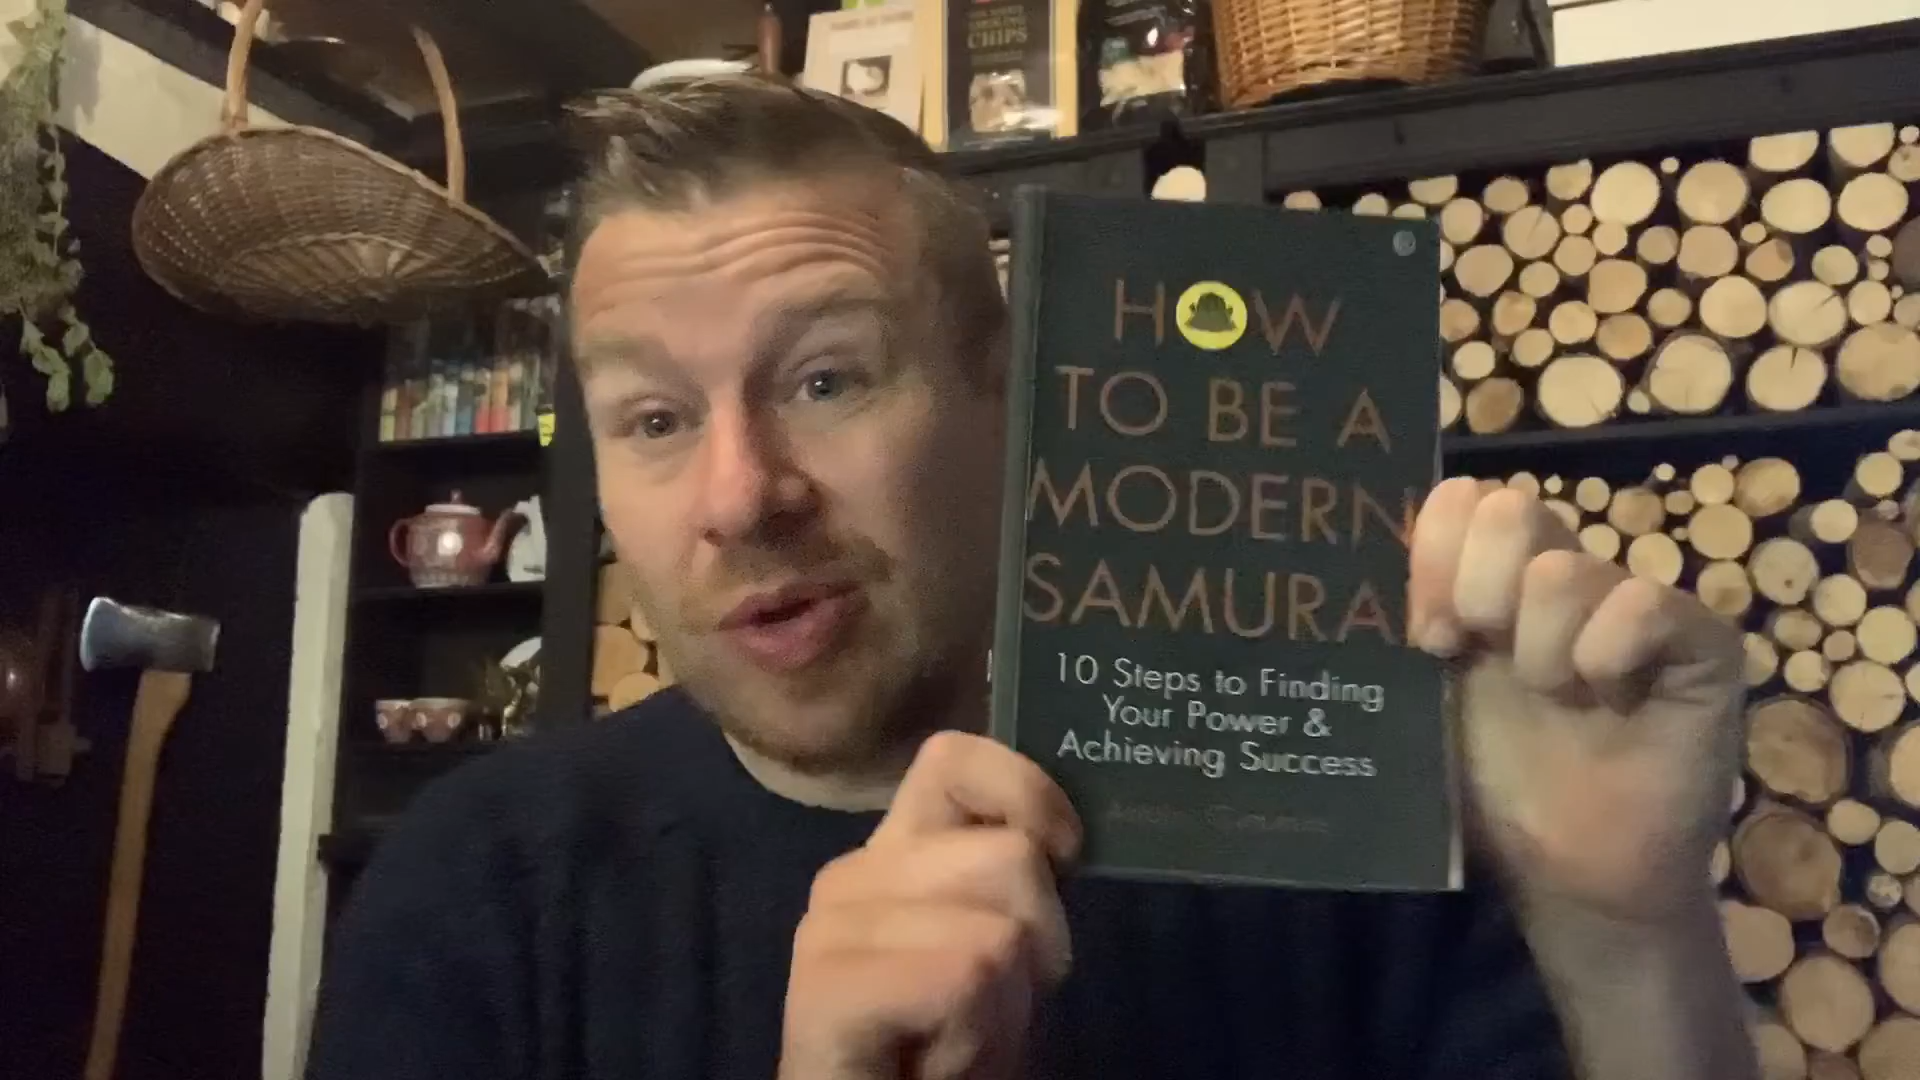 CHIPS
HOW
TO BE A
MODERN
SAMURAI
10 Steps to Finding
Your Power &
Achieving Success